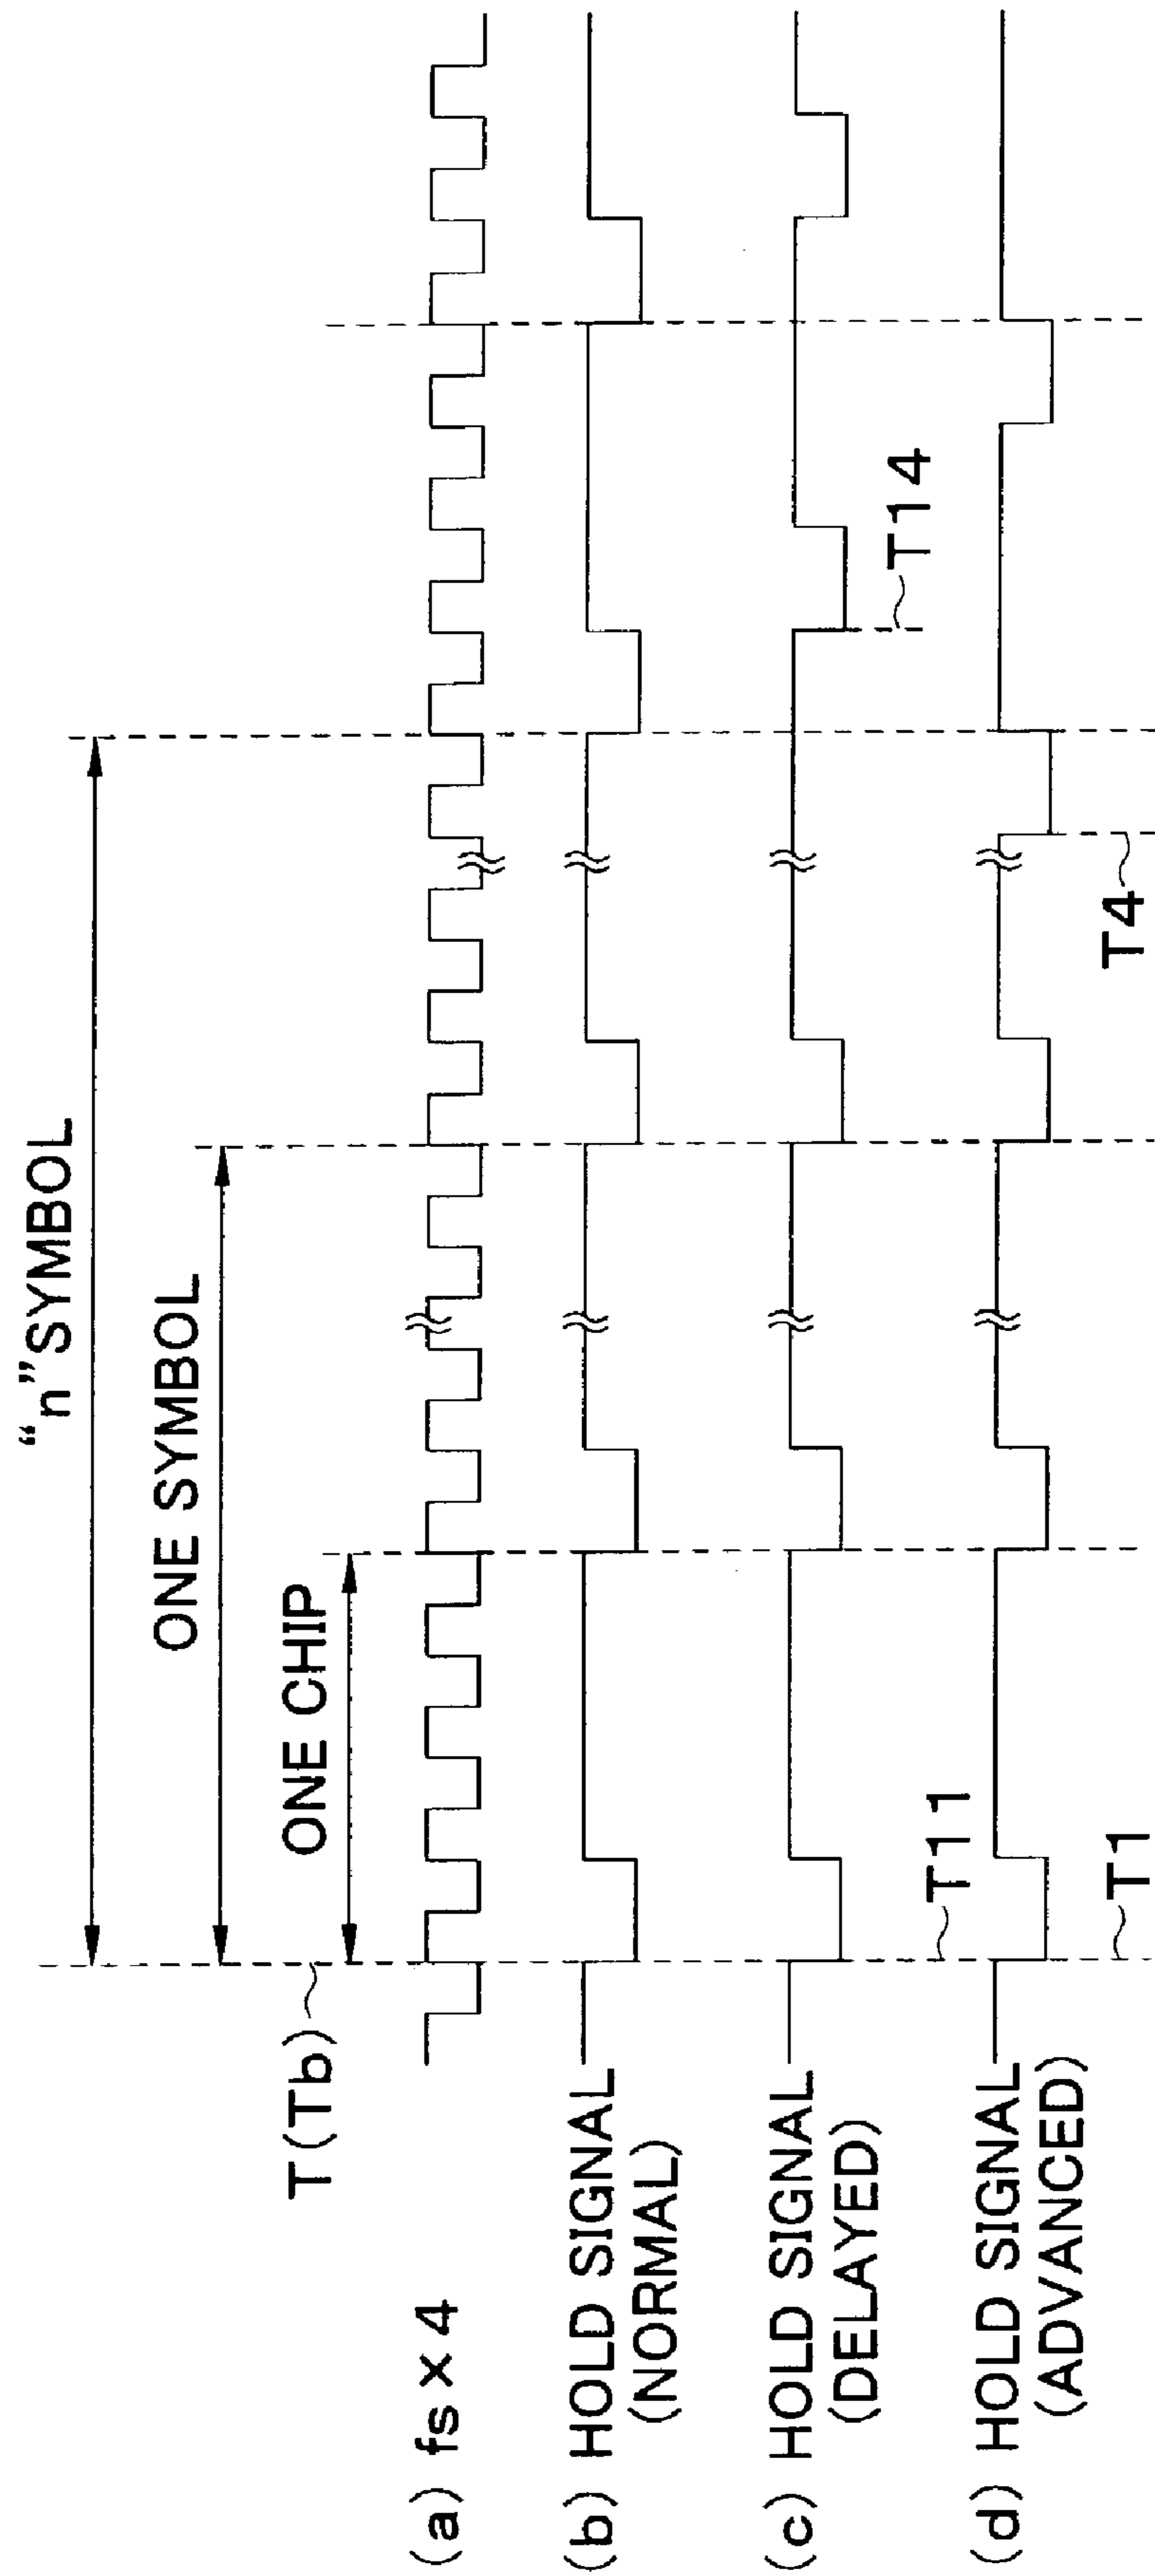 “n”SYMBOL
ONE SYMBOL
ONE CHIP
T(Tb)
(a) fs×4
(b) HOLD SIGNAL
(NORMAL)
(c) HOLD SIGNAL
(DELAYED)
T11
T14
(d) HOLD SIGNAL
(ADVANCED)
T1
T4